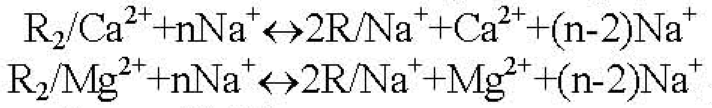 R₂/Ca²⁺+nNa⁺↔2R/Na⁺+Ca²⁺+(n-2)Na⁺
R₂/Mg²⁺+nNa⁺↔2R/Na⁺+Mg²⁺+(n-2)Na⁺